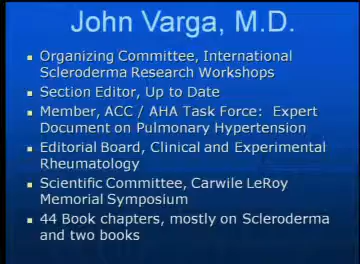 John Varga, M.D.
Organizing Committee, International
Scleroderma Research Workshops
Section Editor, Up to Date
Member, ACC / AHA Task Force: Expert
Document on Pulmonary Hypertension
Editorial Board, Clinical and Experimental
Rheumatology
Scientific Committee, Carwile LeRoy
Memorial Symposium
44 Book chapters, mostly on Scleroderma
and two books